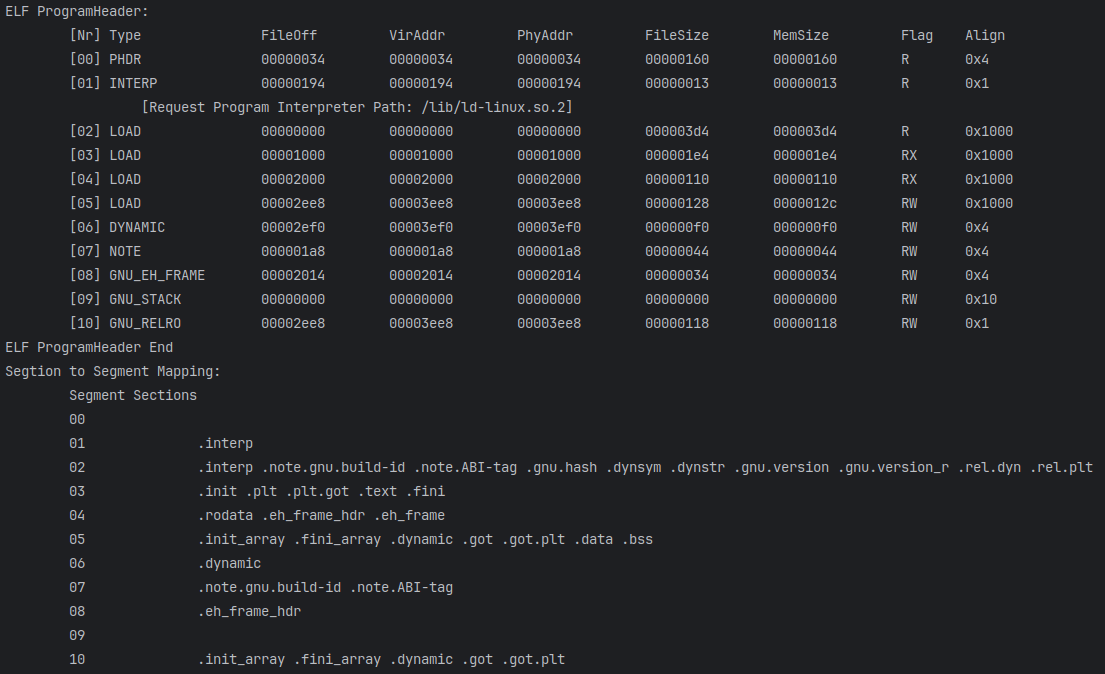 ELF ProgramHeader:
[Nr] Type FileOff VirAddr PhyAddr FileSize MemSize Flag Align
[00] PHDR 00000034 00000034 00000034 00000160 00000160 R 0x4
[01] INTERP 00000194 00000194 00000194 00000013 00000013 R 0x1
[Request Program Interpreter Path: /lib/ld-linux.so.2]
[02] LOAD 00000000 00000000 00000000 000003d4 000003d4 R 0x1000
[03] LOAD 00001000 00001000 00001000 000001e4 000001e4 RX 0x1000
[04] LOAD 00002000 00002000 00002000 00000110 00000110 RX 0x1000
[05] LOAD 00002ee8 00003ee8 00003ee8 00000128 0000012c RW 0x1000
[06] DYNAMIC 00002ef0 00003ef0 00003ef0 000000f0 000000f0 RW 0x4
[07] NOTE 000001a8 000001a8 000001a8 00000044 00000044 RW 0x4
[08] GNU_EH_FRAME 00002014 00002014 00002014 00000034 00000034 RW 0x4
[09] GNU_STACK 00000000 00000000 00000000 00000000 00000000 RW 0x10
[10] GNU_RELRO 00002ee8 00003ee8 00003ee8 00000118 00000118 RW 0x1
ELF ProgramHeader End
Segtion to Segment Mapping:
Segment Sections
00
01 .interp
02 .interp .note.gnu.build-id .note.ABI-tag .gnu.hash .dynsym .dynstr .gnu.version .gnu.version_r .rel.dyn .rel.plt
03 .init .plt .plt.got .text .fini
04 .rodata .eh_frame_hdr .eh_frame
05 .init_array .fini_array .dynamic .got .got.plt .data .bss
06 .dynamic
07 .note.gnu.build-id .note.ABI-tag
08 .eh_frame_hdr
09
10 .init_array .fini_array .dynamic .got .got.plt